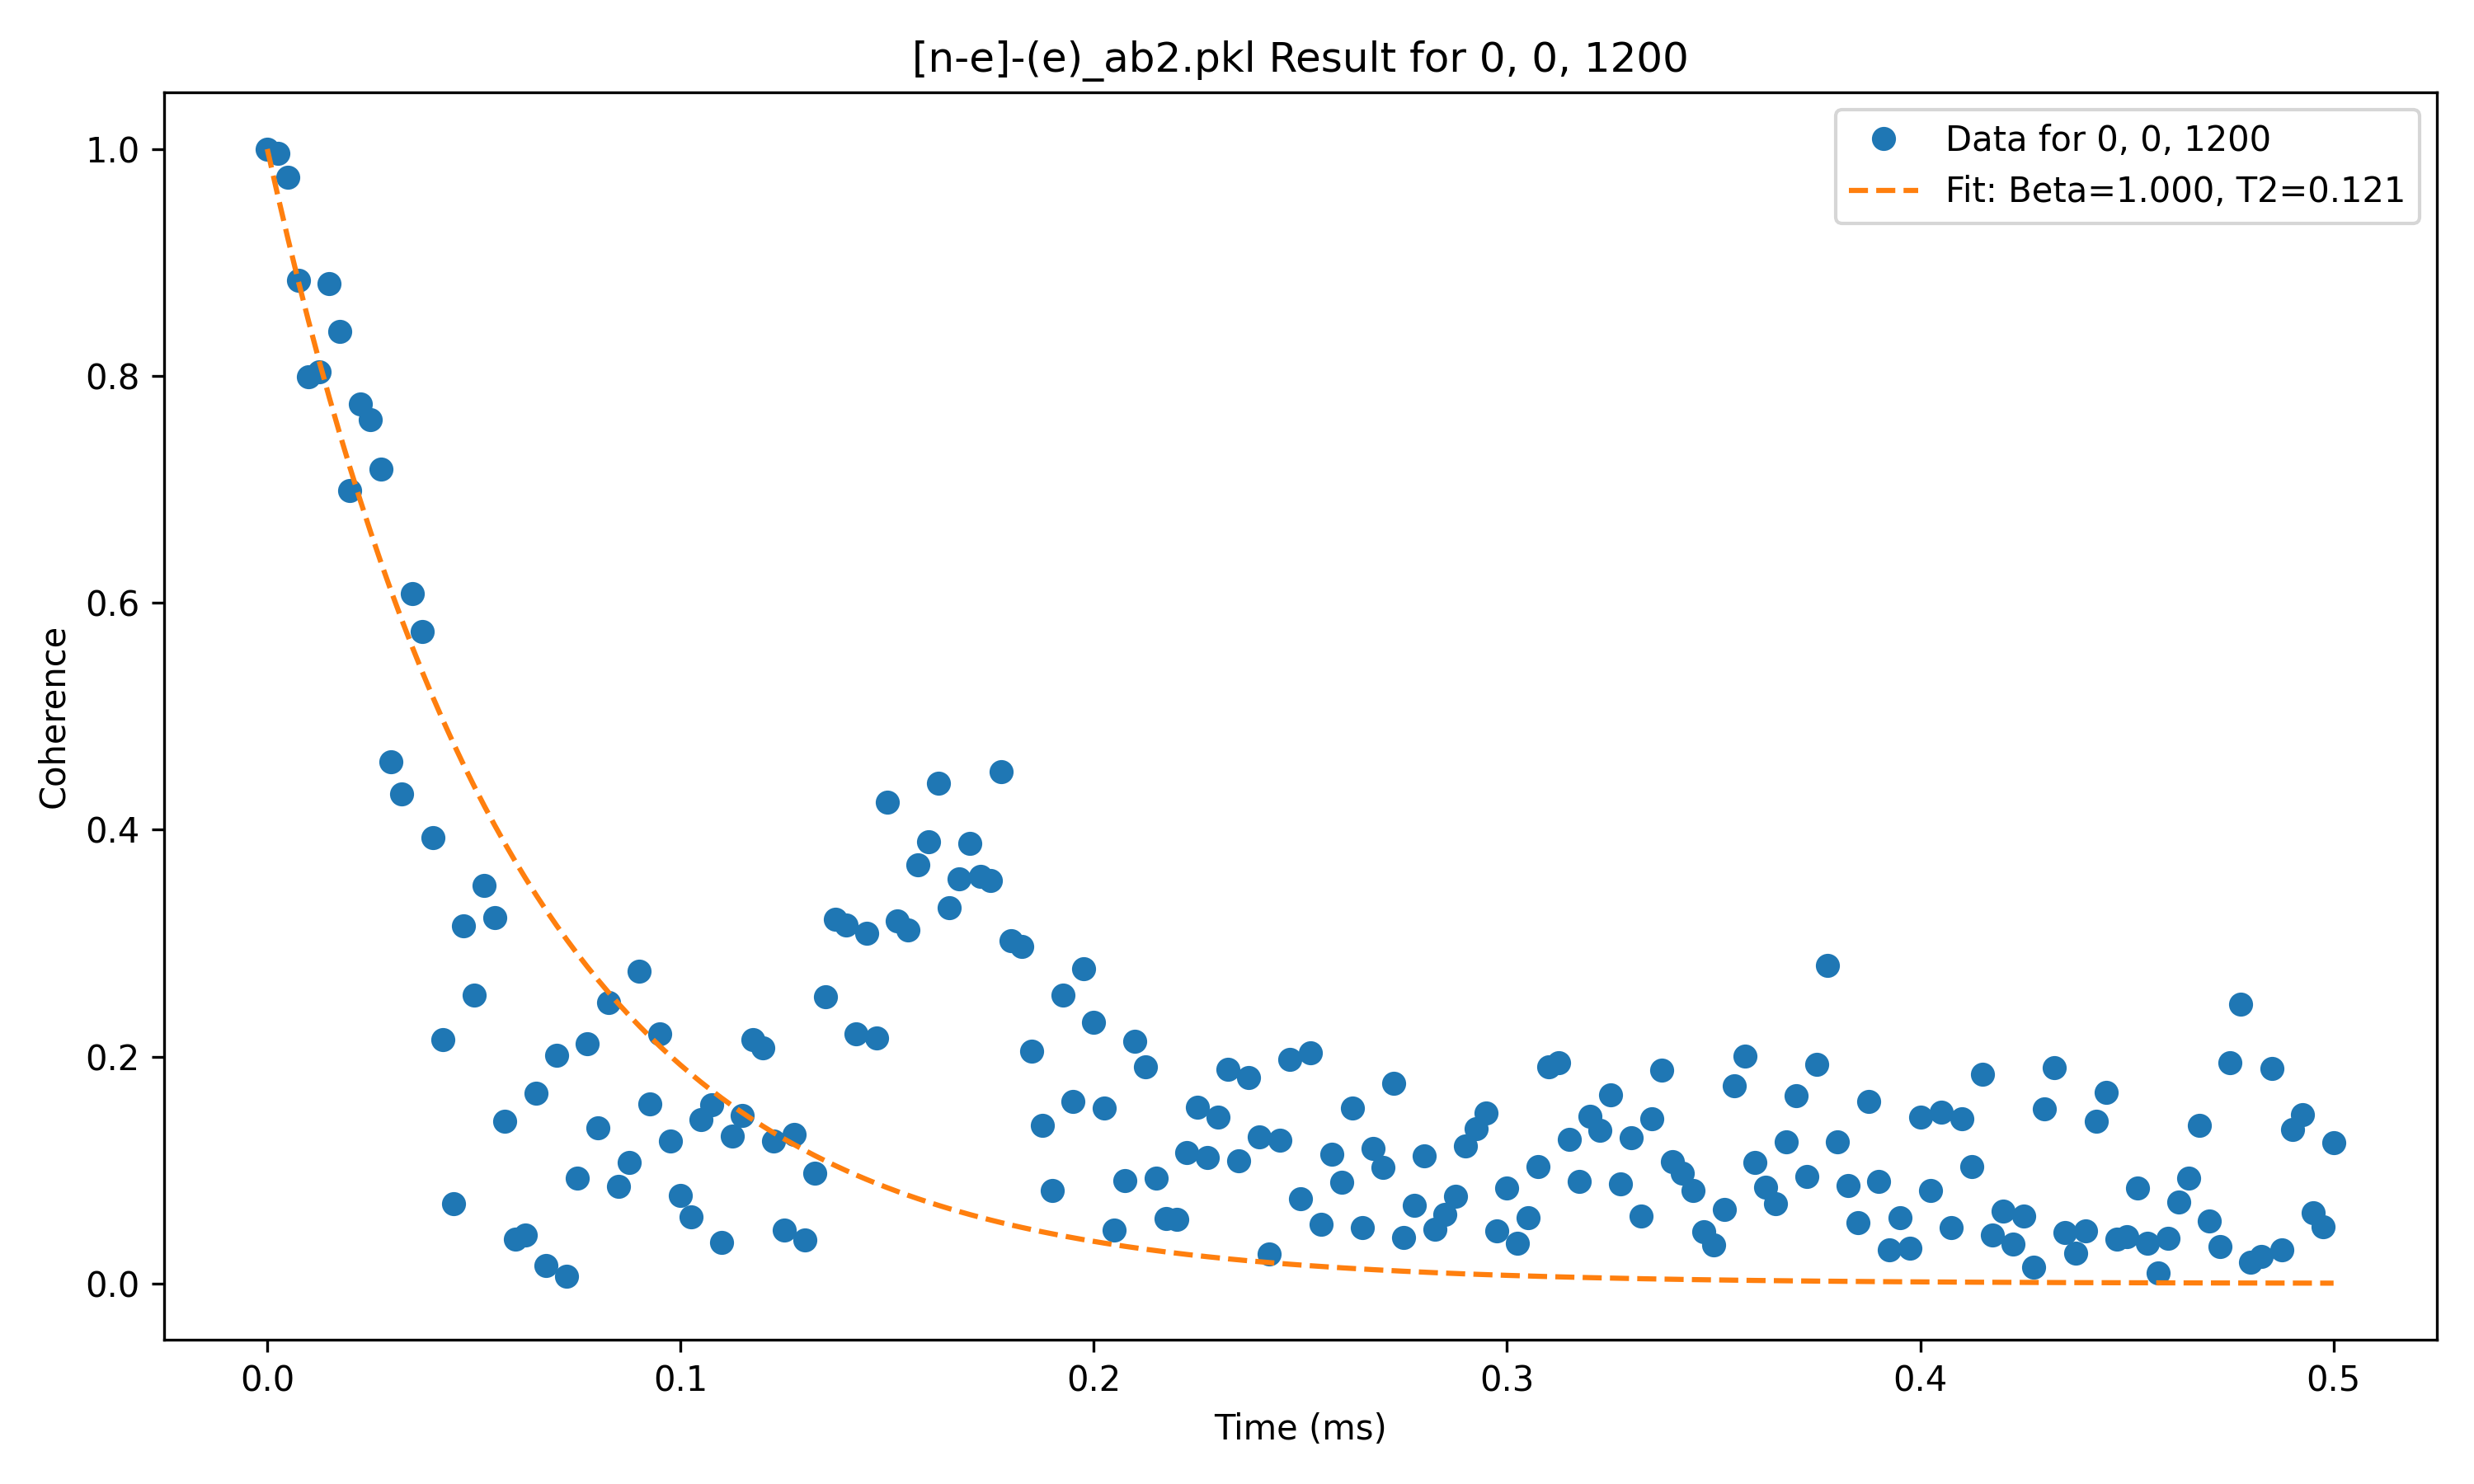 [n-e]-(e)_ab2.pkl Result for 0, 0, 1200
Data for 0, 0, 1200
Fit: Beta=1.000, T2=0.121
Coherence
1.0
0.8
0.6
0.4
0.2
0.0
0.0 0.1 0.2 0.3 0.4 0.5
Time (ms)